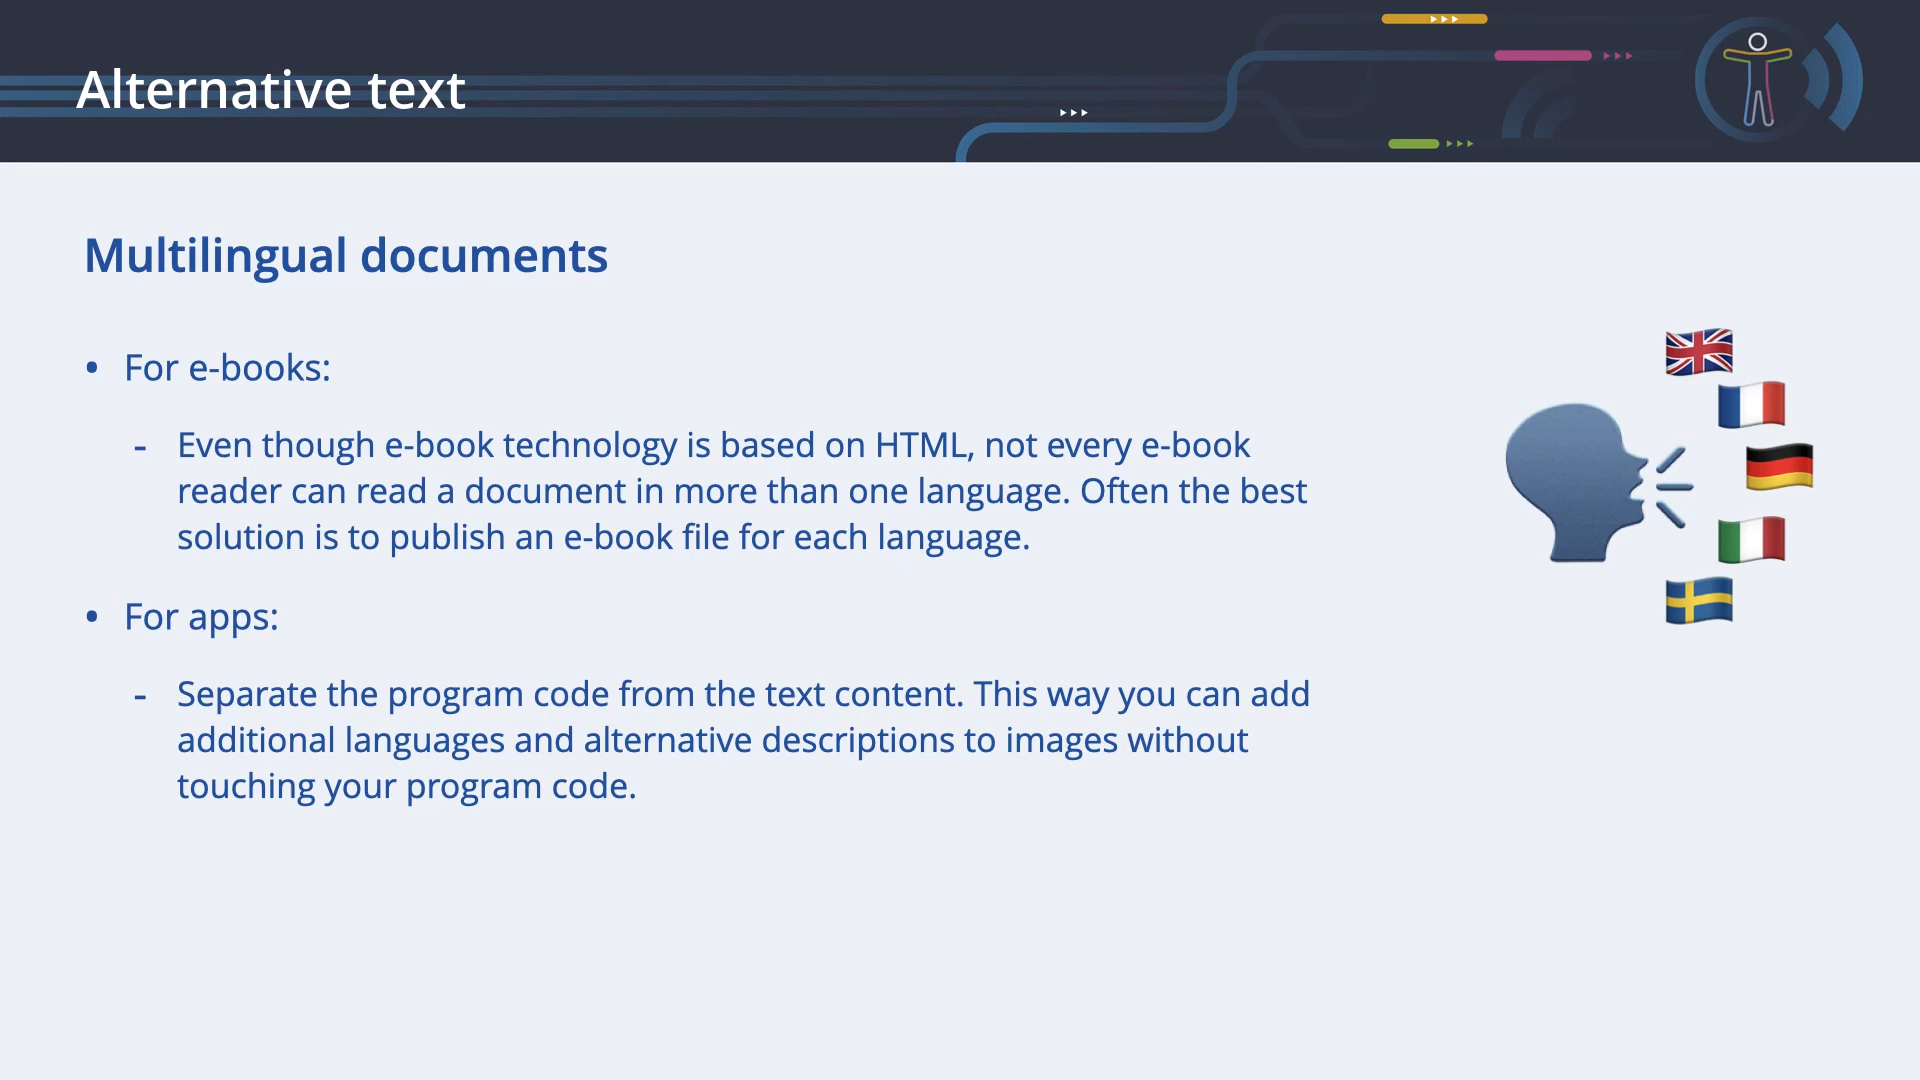 Alternative text
Multilingual documents
• For e-books:
- Even though e-book technology is based on HTML, not every e-book
reader can read a document in more than one language. Often the best
solution is to publish an e-book file for each language.
• For apps:
- Separate the program code from the text content. This way you can add
additional languages and alternative descriptions to images without
touching your program code.